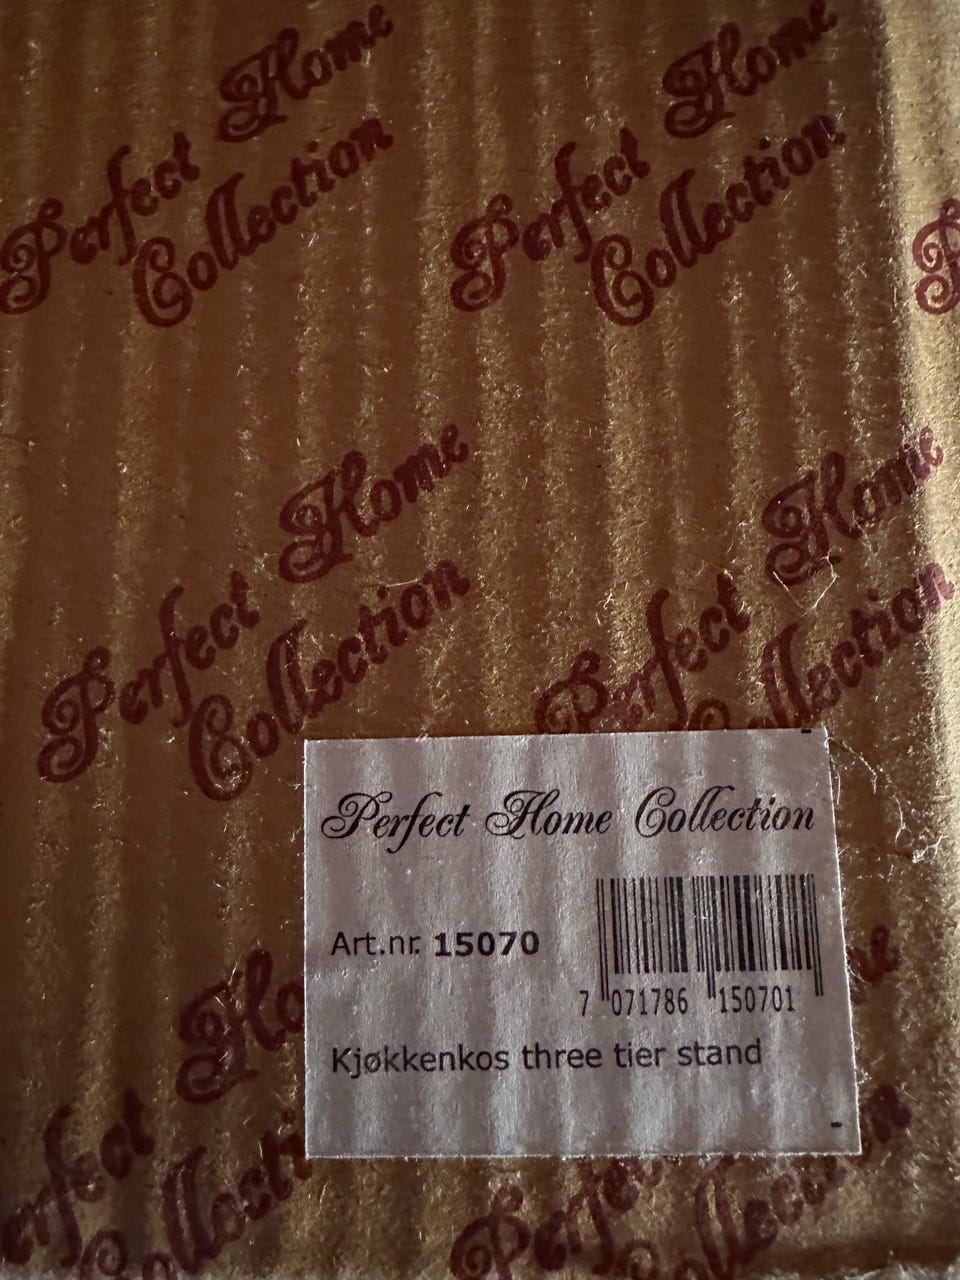 Perfect Home
Collection
Perfect Home
Collection
Perfect Home
Collection
Perfect Home
Collection
Perfect Home Collection
Art.nr. 15070
7 071786 150701
Kjøkkenkos three tier stand